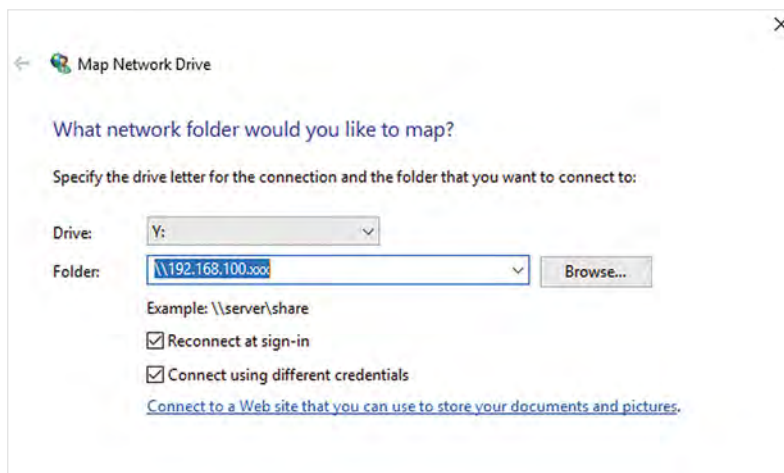 Map Network Drive
What network folder would you like to map?
Specify the drive letter for the connection and the folder that you want to connect to:
Drive: Y:
Folder: \\192.168.100.xxx Browse...
Example: \\server\share
Reconnect at sign-in
Connect using different credentials
Connect to a Web site that you can use to store your documents and pictures.